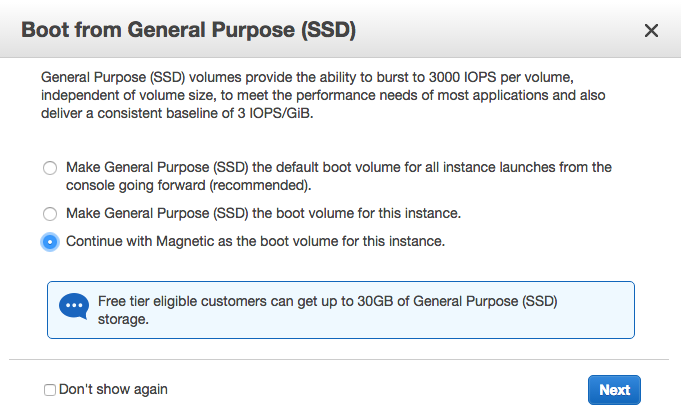 Boot from General Purpose (SSD)
General Purpose (SSD) volumes provide the ability to burst to 3000 IOPS per volume,
independent of volume size, to meet the performance needs of most applications and also
deliver a consistent baseline of 3 IOPS/GiB.
Make General Purpose (SSD) the default boot volume for all instance launches from the
console going forward (recommended).
Make General Purpose (SSD) the boot volume for this instance.
Continue with Magnetic as the boot volume for this instance.
Free tier eligible customers can get up to 30GB of General Purpose (SSD)
storage.
Don't show again
Next